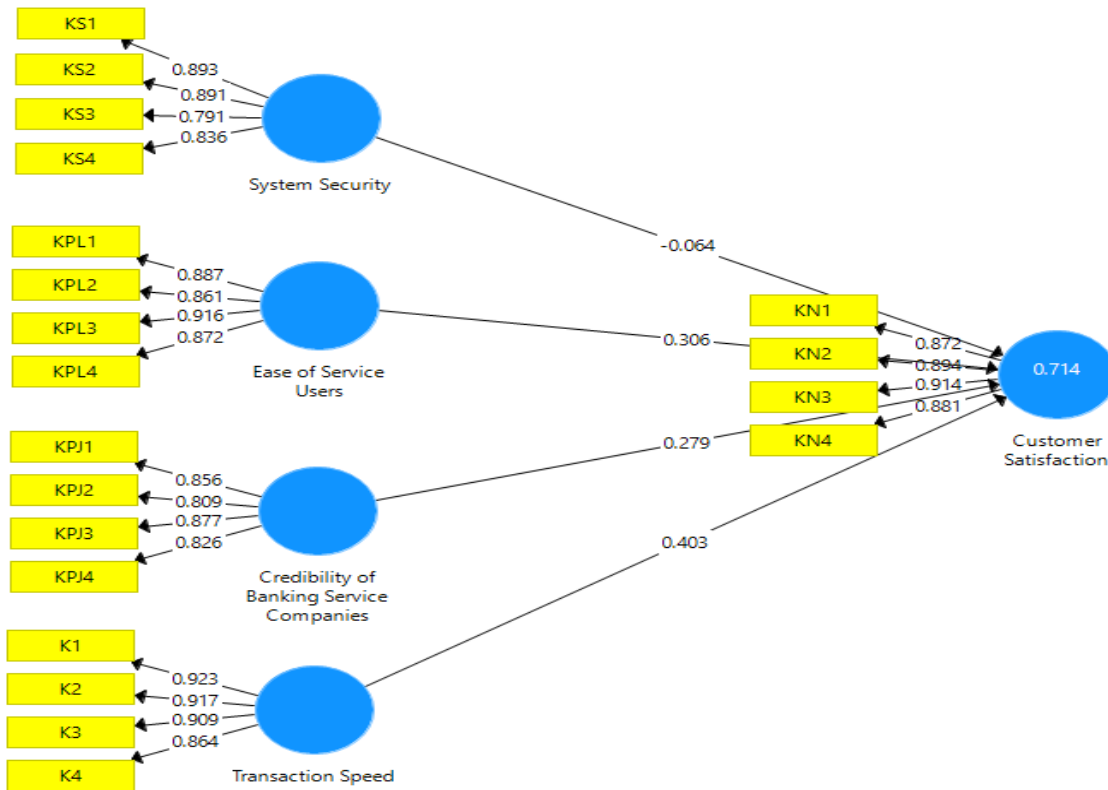 KS1
KS2
KS3
KS4
0.893
0.891
0.791
0.836
System Security
-0.064
KPL1
KPL2
KPL3
KPL4
0.887
0.861
0.916
0.872
Ease of Service
Users
0.306
KPJ1
KPJ2
KPJ3
KPJ4
0.856
0.809
0.877
0.826
Credibility of
Banking Service
Companies
0.279
K1
K2
K3
K4
0.923
0.917
0.909
0.864
Transaction Speed
0.403
KN1
KN2
KN3
KN4
0.872
0.894
0.914
0.881
0.714
Customer
Satisfaction